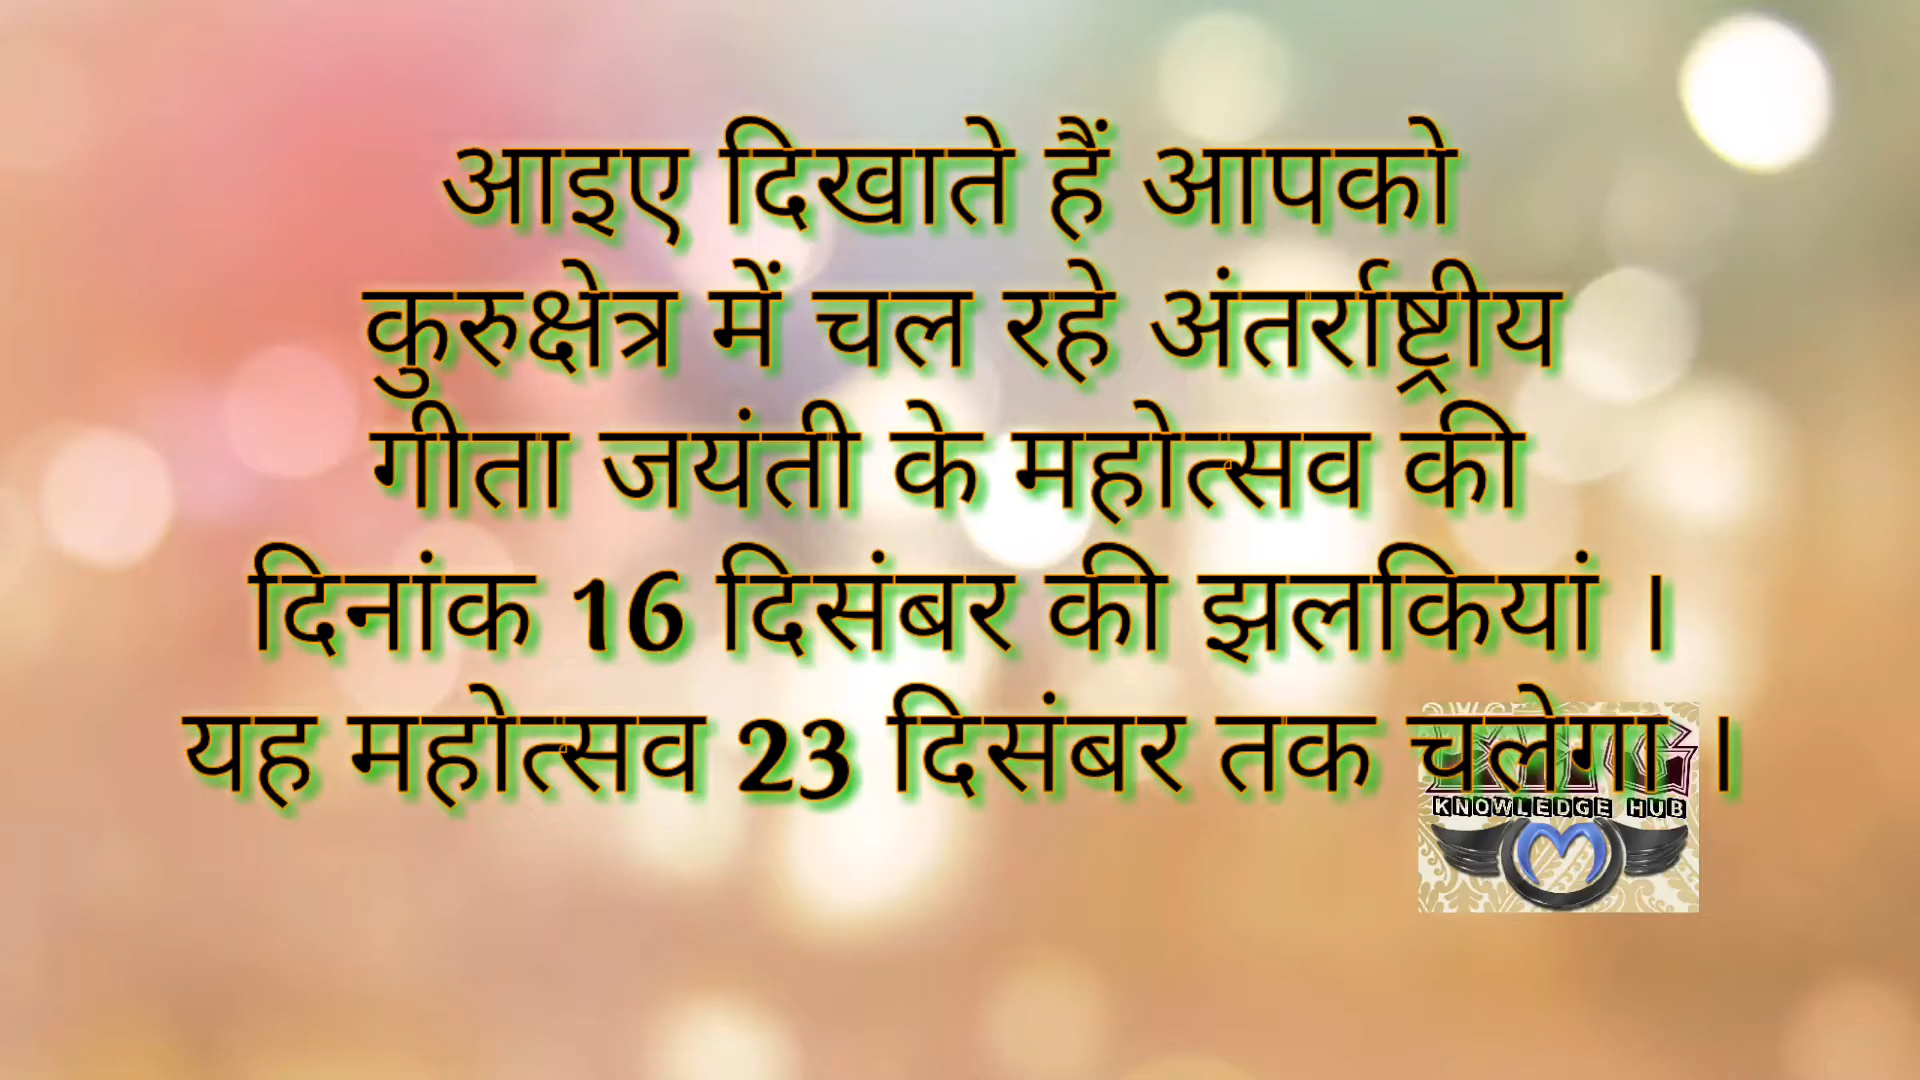 आइए दिखाते हैं आपको
कुरुक्षेत्र में चल रहे अंतर्राष्ट्रीय
गीता जयंती के महोत्सव की
दिनांक 16 दिसंबर की झलकियां ।
यह महोत्सव 23 दिसंबर तक चलेगा ।
KNOWLEDGE HUB